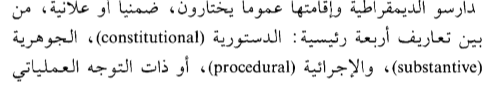 دارسو الديمقراطية وإقامتها عموماً يختارون، ضمنياً أو علانية، من
بين تعاريف أربعة رئيسية: الدستورية (constitutional)، الجوهرية
(substantive)، والإجرائية (procedural)، أو ذات التوجه العملياتي